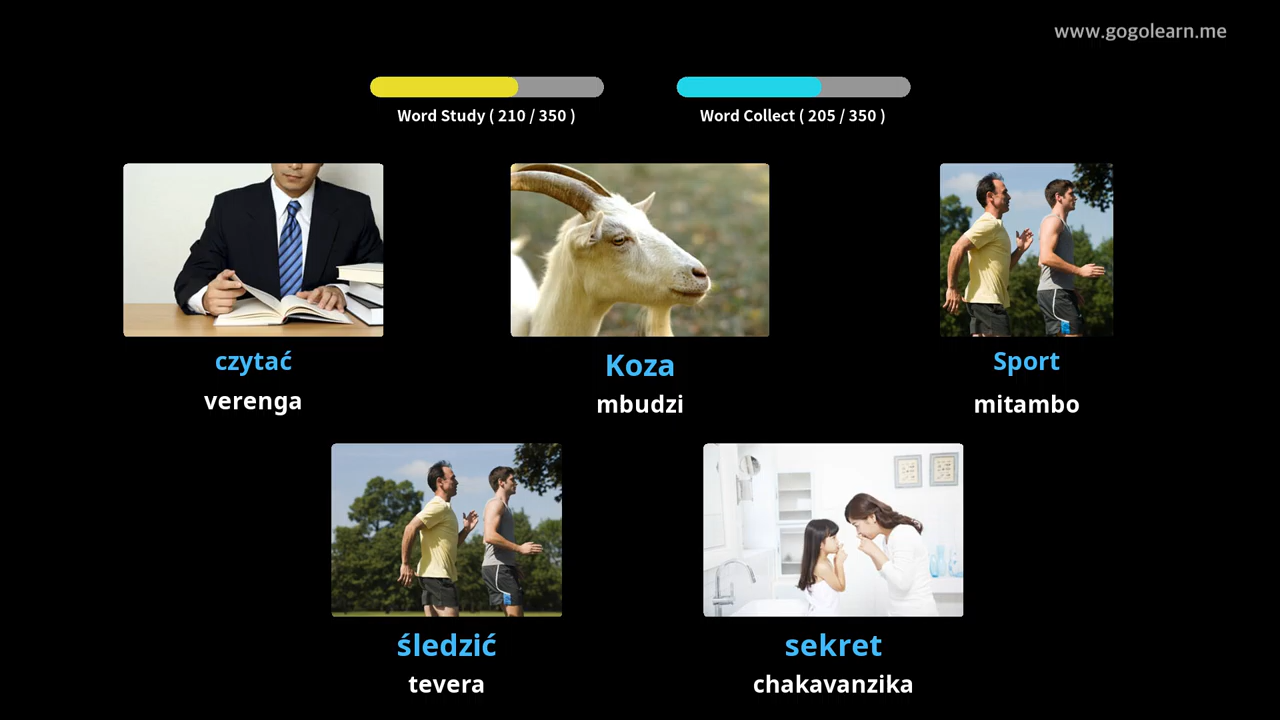 www.gogolearn.me
Word Study ( 210 / 350 )
Word Collect ( 205 / 350 )
czytać
verenga
Koza
mbudzi
Sport
mitambo
śledzić
tevera
sekret
chakavanzika